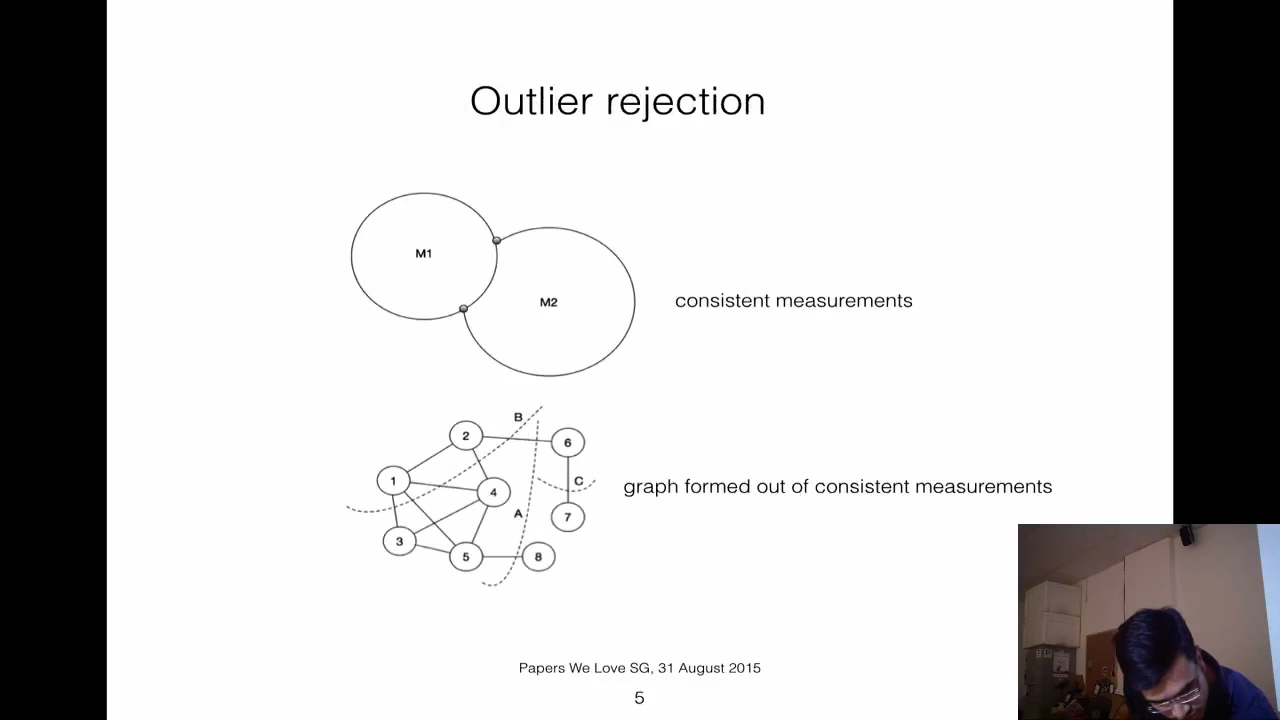 Outlier rejection
M1
M2
consistent measurements
B
2
6
1
4
C
graph formed out of consistent measurements
A
7
3
5
8
Papers We Love SG, 31 August 2015
5